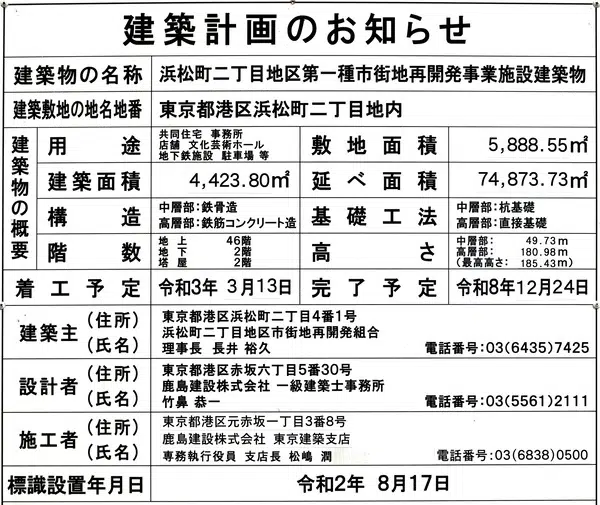 建築計画のお知らせ
建築物の名称 浜松町二丁目地区第一種市街地再開発事業施設建築物
建築敷地の地名地番 東京都港区浜松町二丁目地内
建築物の概要
用途 共同住宅 事務所
店舗 文化芸術ホール
地下鉄施設 駐車場 等
敷地面積 5,888.55㎡
建築面積 4,423.80㎡ 延べ面積 74,873.73㎡
構造 中層部:鉄骨造
高層部:鉄筋コンクリート造
基礎工法 中層部:杭基礎
高層部:直接基礎
階数 地上 46階
地下 2階
塔屋 2階
高さ 中層部: 49.73m
高層部: 180.98m
(最高高さ: 185.43m)
着工予定 令和3年 3月13日 完了予定 令和8年12月24日
建築主 (住所) 東京都港区浜松町二丁目4番1号
(氏名) 浜松町二丁目地区市街地再開発組合
理事長 長井 裕久 電話番号:03(6435)7425
設計者 (住所) 東京都港区赤坂六丁目5番30号
(氏名) 鹿島建設株式会社 一級建築士事務所
竹鼻 恭一 電話番号:03(5561)2111
施工者 (住所) 東京都港区元赤坂一丁目3番8号
(氏名) 鹿島建設株式会社 東京建築支店
専務執行役員 支店長 松嶋 潤 電話番号:03(6838)0500
標識設置年月日 令和2年 8月17日